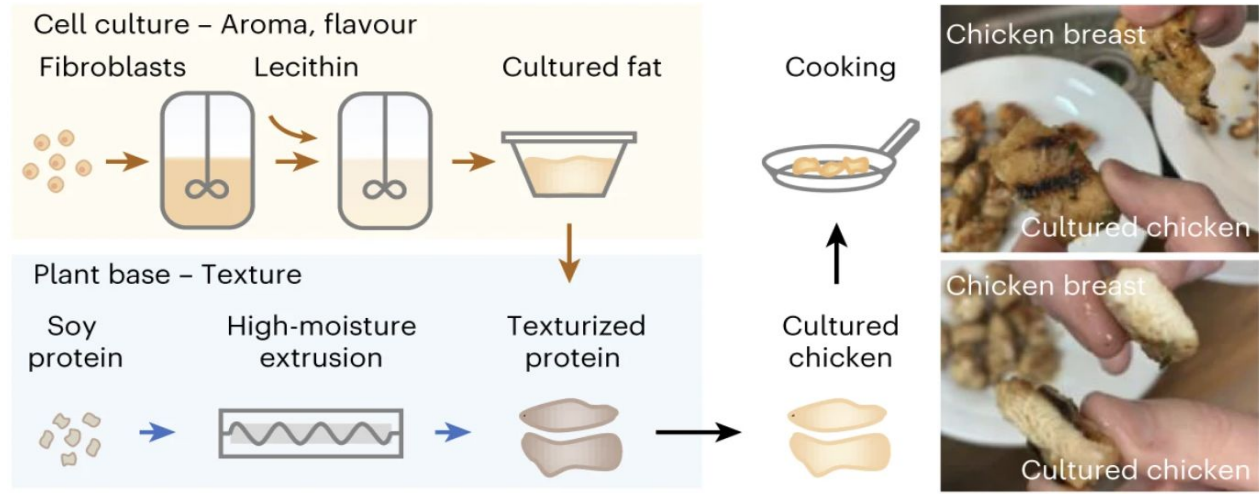 Cell culture – Aroma, flavour
Fibroblasts
Lecithin
Cultured fat
Plant base – Texture
Soy
protein
High-moisture
extrusion
Texturized
protein
Cooking
Cultured
chicken
Chicken breast
Cultured chicken
Chicken breast
Cultured chicken